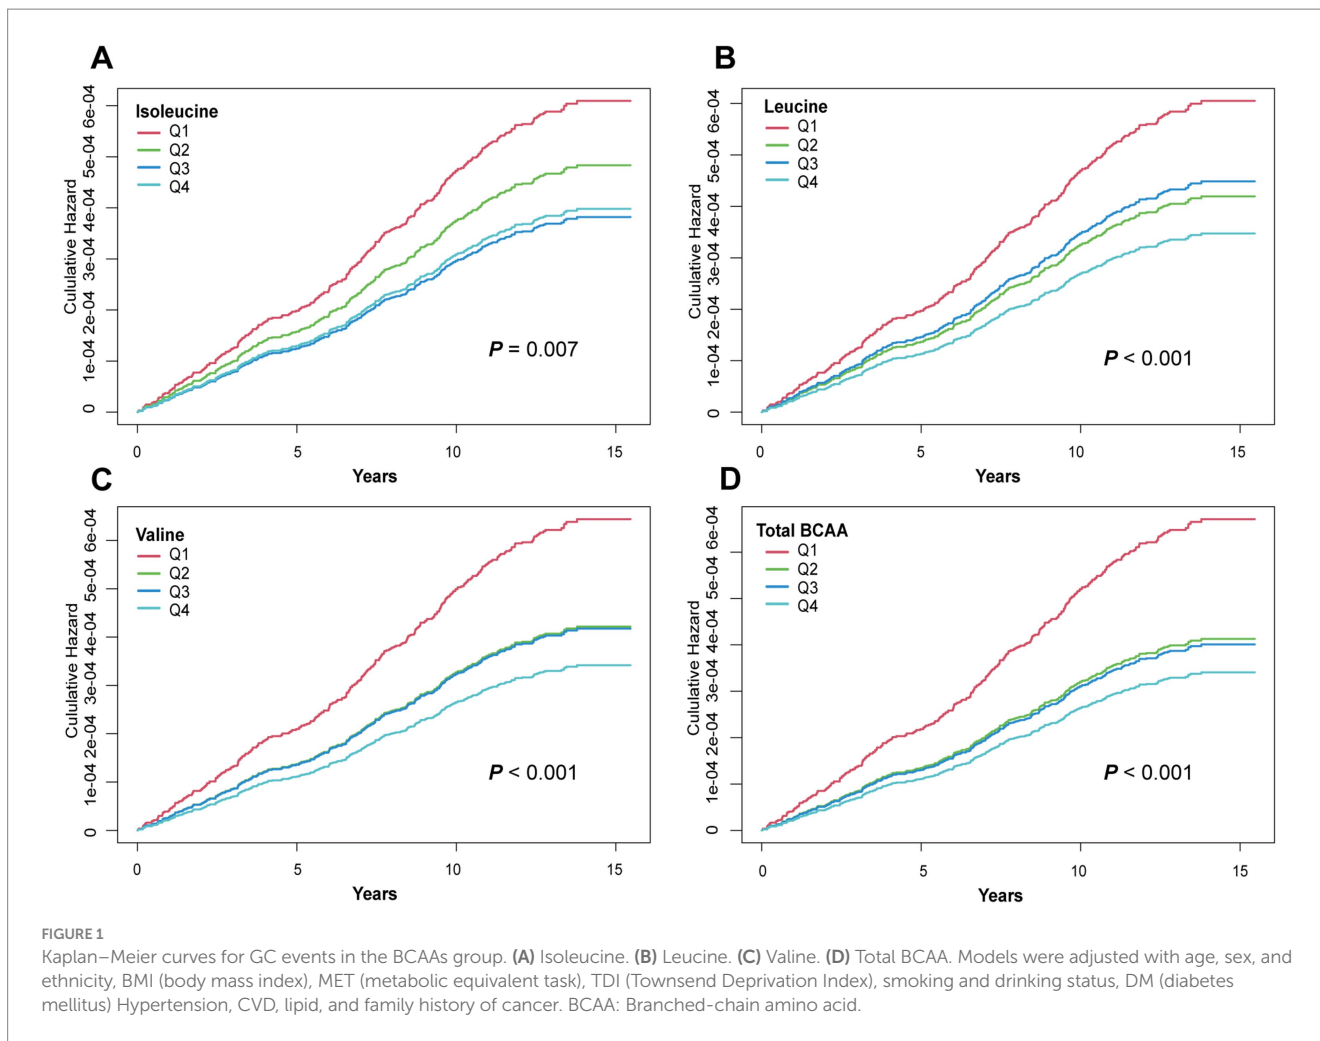 A
Isoleucine
Q1
Q2
Q3
Q4
Cululative Hazard
0 1e-04 2e-04 3e-04 4e-04 5e-04 6e-04
P = 0.007
0 5 10 15
Years
B
Leucine
Q1
Q2
Q3
Q4
Cululative Hazard
0 1e-04 2e-04 3e-04 4e-04 5e-04 6e-04
P < 0.001
0 5 10 15
Years
C
Valine
Q1
Q2
Q3
Q4
Cululative Hazard
0 1e-04 2e-04 3e-04 4e-04 5e-04 6e-04
P < 0.001
0 5 10 15
Years
D
Total BCAA
Q1
Q2
Q3
Q4
Cululative Hazard
0 1e-04 2e-04 3e-04 4e-04 5e-04 6e-04
P < 0.001
0 5 10 15
Years
FIGURE 1
Kaplan–Meier curves for GC events in the BCAAs group. (A) Isoleucine. (B) Leucine. (C) Valine. (D) Total BCAA. Models were adjusted with age, sex, and
ethnicity, BMI (body mass index), MET (metabolic equivalent task), TDI (Townsend Deprivation Index), smoking and drinking status, DM (diabetes
mellitus) Hypertension, CVD, lipid, and family history of cancer. BCAA: Branched-chain amino acid.